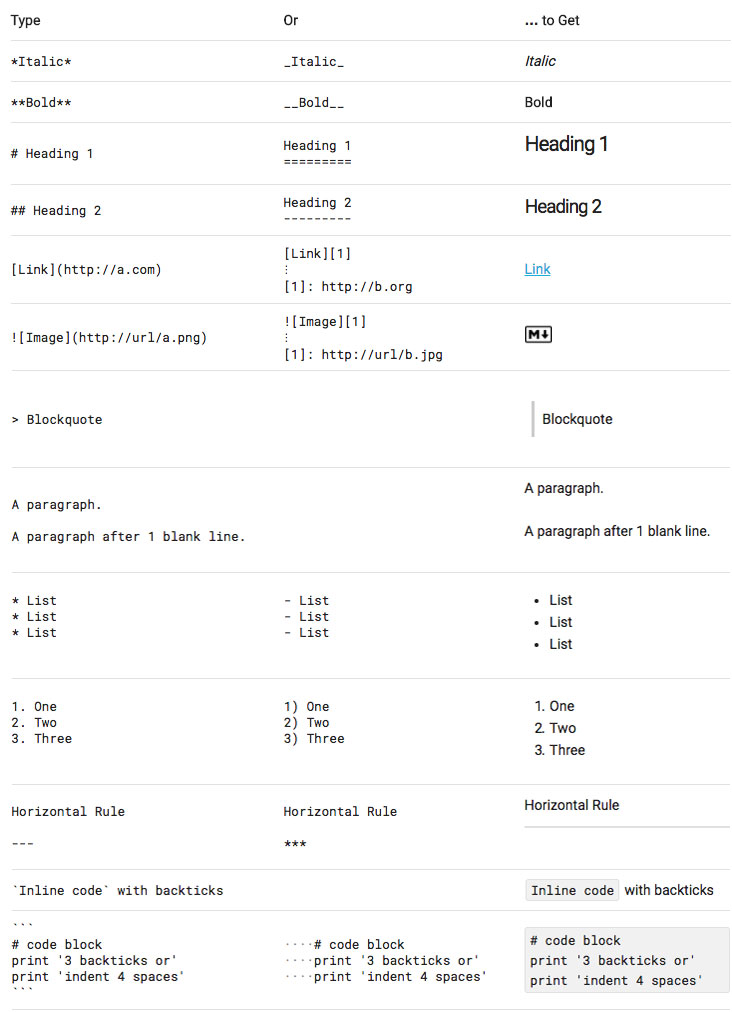 Type Or ... to Get
*Italic* _Italic_ Italic
**Bold** __Bold__ Bold
# Heading 1
Heading 1
=========
Heading 1
## Heading 2
Heading 2
---------
Heading 2
[Link](http://a.com)
[Link][1]
⋮
[1]: http://b.org
Link
![Image](http://url/a.png)
![Image][1]
⋮
[1]: http://url/b.jpg
M↓
> Blockquote Blockquote
A paragraph.

A paragraph after 1 blank line.
A paragraph.
A paragraph after 1 blank line.
* List
* List
* List
- List
- List
- List
• List
• List
• List
1. One
2. Two
3. Three
1) One
2) Two
3) Three
1. One
2. Two
3. Three
Horizontal Rule

---
Horizontal Rule

***
Horizontal Rule
`Inline code` with backticks Inline code with backticks
```
# code block
print '3 backticks or'
print 'indent 4 spaces'
```
····# code block
····print '3 backticks or'
····print 'indent 4 spaces'
# code block
print '3 backticks or'
print 'indent 4 spaces'